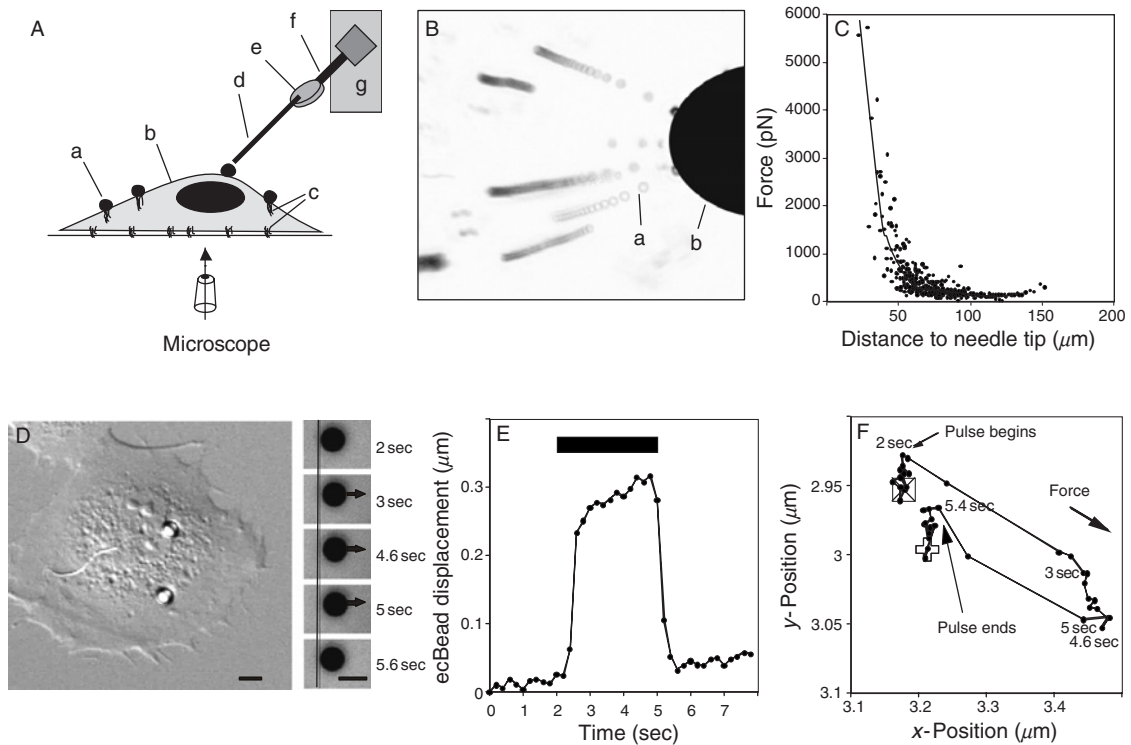 A
a
b
c
d
e
f
g
Microscope
B
a
b
C
Force (pN)
6000
5000
4000
3000
2000
1000
0
50
100
150
200
Distance to needle tip (μm)
D
2 sec
3 sec
4.6 sec
5 sec
5.6 sec
E
ecBead displacement (μm)
0.3
0.2
0.1
0
0 1 2 3 4 5 6 7
Time (sec)
F
y-Position (μm)
2.95
3
3.05
3.1
2 sec
Pulse begins
Force
5.4 sec
3 sec
Pulse ends
5 sec
4.6 sec
3.1 3.2 3.3 3.4
x-Position (μm)